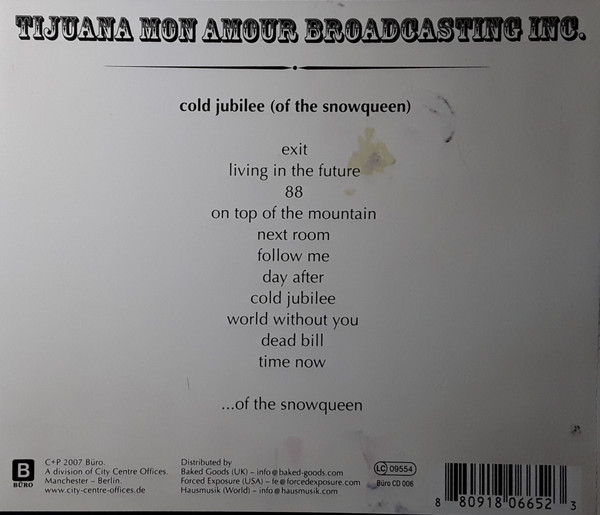 TIJUANA MON AMOUR BROADCASTING INC.
cold jubilee (of the snowqueen)
exit
living in the future
88
on top of the mountain
next room
follow me
day after
cold jubilee
world without you
dead bill
time now
...of the snowqueen
B
BÜRO
C+P 2007 Büro.
A division of City Centre Offices.
Manchester – Berlin.
www.city-centre-offices.de
Distributed by
Baked Goods (UK) – info@baked-goods.com
Forced Exposure (USA) – fe@forcedexposure.com
Hausmusik (World) – info@hausmusik.com
LC 09554
Büro CD 006
8 80918 06652 3